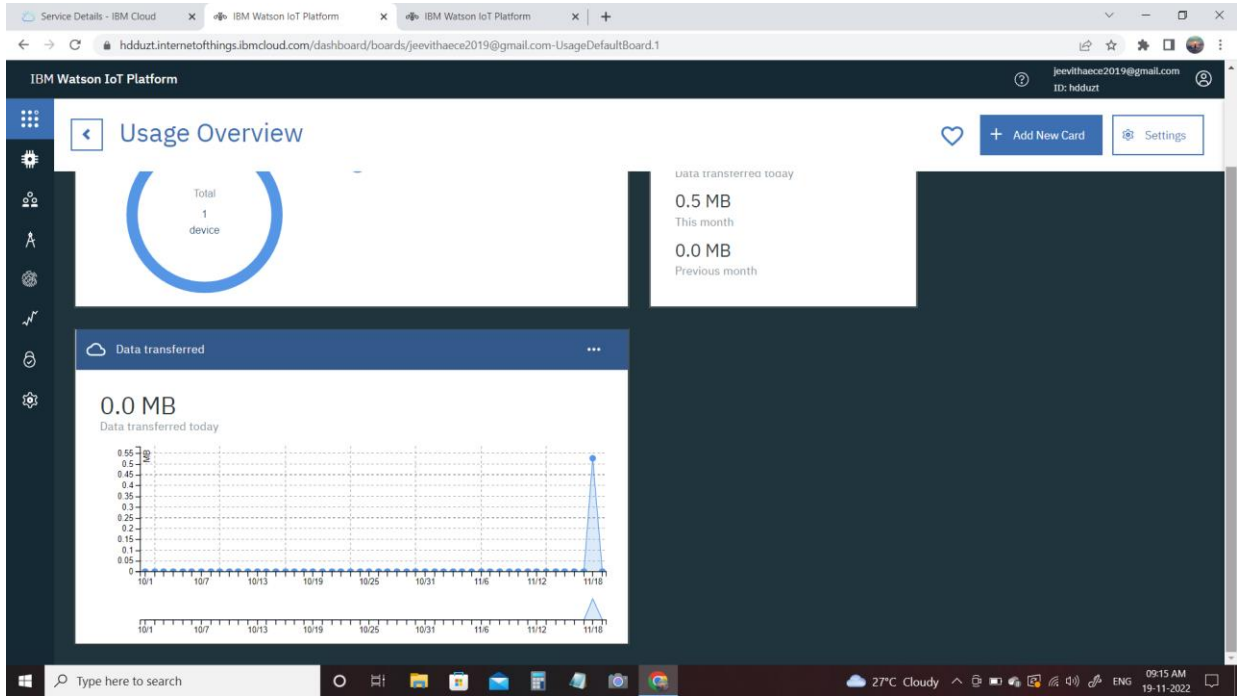 Service Details - IBM Cloud
IBM Watson IoT Platform
IBM Watson IoT Platform
hdduzt.internetofthings.ibmcloud.com/dashboard/boards/jeevithaece2019@gmail.com-UsageDefaultBoard.1
IBM Watson IoT Platform
jeevithaece2019@gmail.com
ID: hdduzt
Usage Overview
Add New Card
Settings
Total
1
device
Data transferred today
0.5 MB
This month
0.0 MB
Previous month
Data transferred
0.0 MB
Data transferred today
MB
0.55
0.5
0.45
0.4
0.35
0.3
0.25
0.2
0.15
0.1
0.05
0
10/1 10/7 10/13 10/19 10/25 10/31 11/6 11/12 11/18
10/1 10/7 10/13 10/19 10/25 10/31 11/6 11/12 11/18
Type here to search
27°C Cloudy
ENG
09:15 AM
19-11-2022